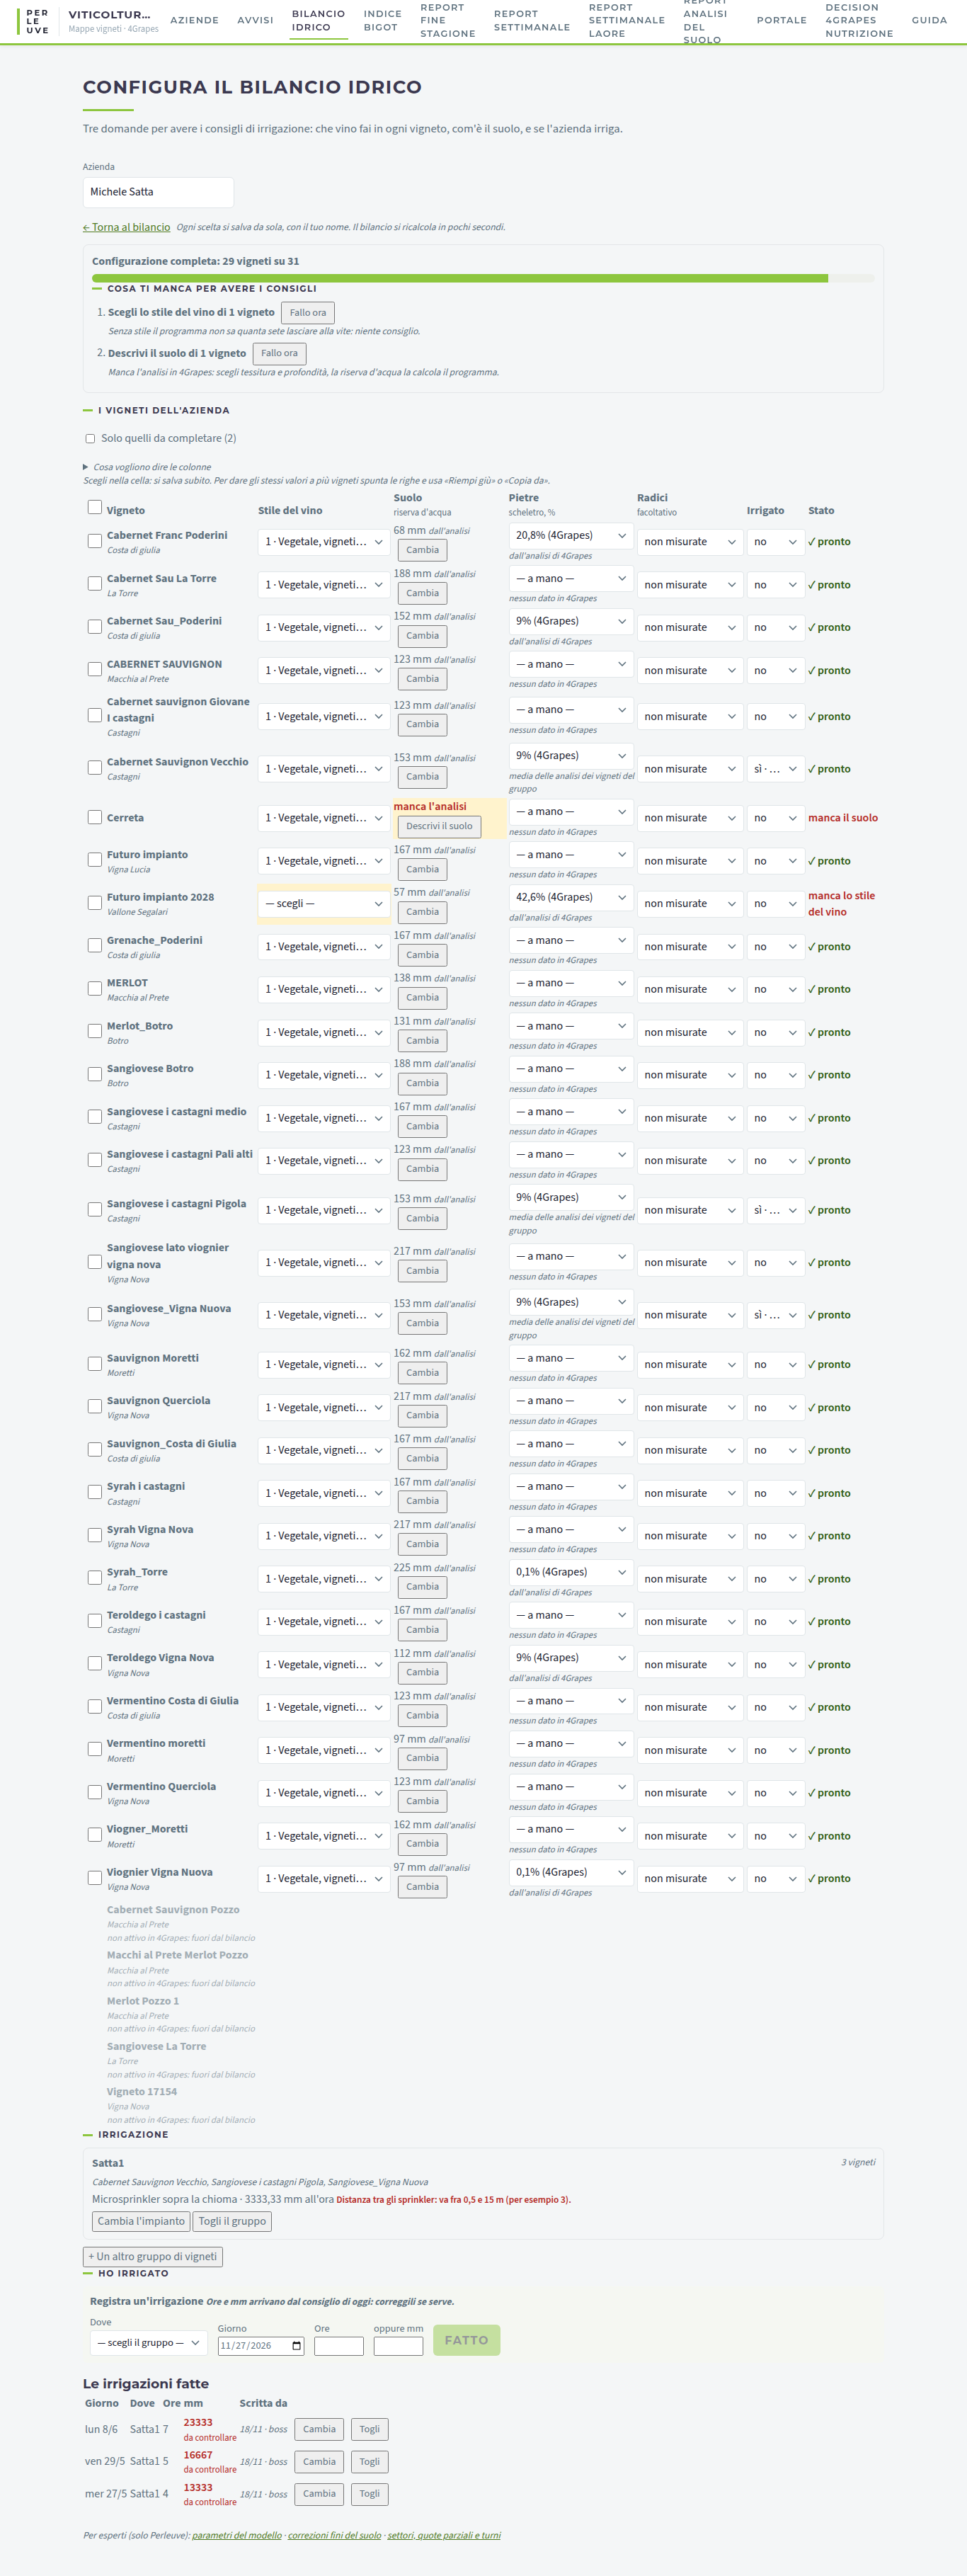 PER
LE
UVE
VITICOLTUR...
Mappe vigneti · 4Grapes
AZIENDE
AVVISI
BILANCIO
IDRICO
INDICE
BIGOT
REPORT
FINE
STAGIONE
REPORT
SETTIMANALE
REPORT
SETTIMANALE
LAORE
REPORT
ANALISI
DEL
SUOLO
PORTALE
DECISION
4GRAPES
NUTRIZIONE
GUIDA
CONFIGURA IL BILANCIO IDRICO
Tre domande per avere i consigli di irrigazione: che vino fai in ogni vigneto, com'è il suolo, e se l'azienda irriga.
Azienda
Michele Satta
← Torna al bilancio Ogni scelta si salva da sola, con il tuo nome. Il bilancio si ricalcola in pochi secondi.
Configurazione completa: 29 vigneti su 31
COSA TI MANCA PER AVERE I CONSIGLI
1. Scegli lo stile del vino di 1 vigneto Fallo ora
Senza stile il programma non sa quanta sete lasciare alla vite: niente consiglio.
2. Descrivi il suolo di 1 vigneto Fallo ora
Manca l'analisi in 4Grapes: scegli tessitura e profondità, la riserva d'acqua la calcola il programma.
I VIGNETI DELL'AZIENDA
Solo quelli da completare (2)
Cosa vogliono dire le colonne
Scegli nella cella: si salva subito. Per dare gli stessi valori a più vigneti spunta le righe e usa «Riempi giù» o «Copia da».
Vigneto Stile del vino Suolo riserva d'acqua Pietre scheletro, % Radici facoltativo Irrigato Stato
Cabernet Franc Poderini Costa di giulia 1 · Vegetale, vigneti... 68 mm dall'analisi Cambia 20,8% (4Grapes) dall'analisi di 4Grapes non misurate no ✓ pronto
Cabernet Sau La Torre La Torre 1 · Vegetale, vigneti... 188 mm dall'analisi Cambia — a mano — nessun dato in 4Grapes non misurate no ✓ pronto
Cabernet Sau_Poderini Costa di giulia 1 · Vegetale, vigneti... 152 mm dall'analisi Cambia 9% (4Grapes) dall'analisi di 4Grapes non misurate no ✓ pronto
CABERNET SAUVIGNON Macchia al Prete 1 · Vegetale, vigneti... 123 mm dall'analisi Cambia — a mano — nessun dato in 4Grapes non misurate no ✓ pronto
Cabernet sauvignon Giovane I castagni Castagni 1 · Vegetale, vigneti... 123 mm dall'analisi Cambia — a mano — nessun dato in 4Grapes non misurate no ✓ pronto
Cabernet Sauvignon Vecchio Castagni 1 · Vegetale, vigneti... 153 mm dall'analisi Cambia 9% (4Grapes) media delle analisi dei vigneti del gruppo non misurate sì · ... ✓ pronto
Cerreta 1 · Vegetale, vigneti... manca l'analisi Descrivi il suolo — a mano — nessun dato in 4Grapes non misurate no manca il suolo
Futuro impianto Vigna Lucia 1 · Vegetale, vigneti... 167 mm dall'analisi Cambia — a mano — nessun dato in 4Grapes non misurate no ✓ pronto
Futuro impianto 2028 Vallone Segalari — scegli — 57 mm dall'analisi Cambia 42,6% (4Grapes) dall'analisi di 4Grapes non misurate no manca lo stile del vino
Grenache_Poderini Costa di giulia 1 · Vegetale, vigneti... 167 mm dall'analisi Cambia — a mano — nessun dato in 4Grapes non misurate no ✓ pronto
MERLOT Macchia al Prete 1 · Vegetale, vigneti... 138 mm dall'analisi Cambia — a mano — nessun dato in 4Grapes non misurate no ✓ pronto
Merlot_Botro Botro 1 · Vegetale, vigneti... 131 mm dall'analisi Cambia — a mano — nessun dato in 4Grapes non misurate no ✓ pronto
Sangiovese Botro Botro 1 · Vegetale, vigneti... 188 mm dall'analisi Cambia — a mano — nessun dato in 4Grapes non misurate no ✓ pronto
Sangiovese i castagni medio Castagni 1 · Vegetale, vigneti... 167 mm dall'analisi Cambia — a mano — nessun dato in 4Grapes non misurate no ✓ pronto
Sangiovese i castagni Pali alti Castagni 1 · Vegetale, vigneti... 123 mm dall'analisi Cambia — a mano — nessun dato in 4Grapes non misurate no ✓ pronto
Sangiovese i castagni Pigola Castagni 1 · Vegetale, vigneti... 153 mm dall'analisi Cambia 9% (4Grapes) media delle analisi dei vigneti del gruppo non misurate sì · ... ✓ pronto
Sangiovese lato viognier vigna nova Vigna Nova 1 · Vegetale, vigneti... 217 mm dall'analisi Cambia — a mano — nessun dato in 4Grapes non misurate no ✓ pronto
Sangiovese_Vigna Nuova Vigna Nova 1 · Vegetale, vigneti... 153 mm dall'analisi Cambia 9% (4Grapes) media delle analisi dei vigneti del gruppo non misurate sì · ... ✓ pronto
Sauvignon Moretti Moretti 1 · Vegetale, vigneti... 162 mm dall'analisi Cambia — a mano — nessun dato in 4Grapes non misurate no ✓ pronto
Sauvignon Querciola Vigna Nova 1 · Vegetale, vigneti... 217 mm dall'analisi Cambia — a mano — nessun dato in 4Grapes non misurate no ✓ pronto
Sauvignon_Costa di Giulia Costa di giulia 1 · Vegetale, vigneti... 167 mm dall'analisi Cambia — a mano — nessun dato in 4Grapes non misurate no ✓ pronto
Syrah i castagni Castagni 1 · Vegetale, vigneti... 167 mm dall'analisi Cambia — a mano — nessun dato in 4Grapes non misurate no ✓ pronto
Syrah Vigna Nova Vigna Nova 1 · Vegetale, vigneti... 217 mm dall'analisi Cambia — a mano — nessun dato in 4Grapes non misurate no ✓ pronto
Syrah_Torre La Torre 1 · Vegetale, vigneti... 225 mm dall'analisi Cambia 0,1% (4Grapes) dall'analisi di 4Grapes non misurate no ✓ pronto
Teroldego i castagni Castagni 1 · Vegetale, vigneti... 167 mm dall'analisi Cambia — a mano — nessun dato in 4Grapes non misurate no ✓ pronto
Teroldego Vigna Nova Vigna Nova 1 · Vegetale, vigneti... 112 mm dall'analisi Cambia 9% (4Grapes) dall'analisi di 4Grapes non misurate no ✓ pronto
Vermentino Costa di Giulia Costa di giulia 1 · Vegetale, vigneti... 123 mm dall'analisi Cambia — a mano — nessun dato in 4Grapes non misurate no ✓ pronto
Vermentino moretti Moretti 1 · Vegetale, vigneti... 97 mm dall'analisi Cambia — a mano — nessun dato in 4Grapes non misurate no ✓ pronto
Vermentino Querciola Vigna Nova 1 · Vegetale, vigneti... 123 mm dall'analisi Cambia — a mano — nessun dato in 4Grapes non misurate no ✓ pronto
Viogner_Moretti Moretti 1 · Vegetale, vigneti... 162 mm dall'analisi Cambia — a mano — nessun dato in 4Grapes non misurate no ✓ pronto
Viognier Vigna Nuova Vigna Nova 1 · Vegetale, vigneti... 97 mm dall'analisi Cambia 0,1% (4Grapes) dall'analisi di 4Grapes non misurate no ✓ pronto
Cabernet Sauvignon Pozzo
Macchia al Prete
non attivo in 4Grapes: fuori dal bilancio
Macchi al Prete Merlot Pozzo
Macchia al Prete
non attivo in 4Grapes: fuori dal bilancio
Merlot Pozzo 1
Macchia al Prete
non attivo in 4Grapes: fuori dal bilancio
Sangiovese La Torre
La Torre
non attivo in 4Grapes: fuori dal bilancio
Vigneto 17154
Vigna Nova
non attivo in 4Grapes: fuori dal bilancio
IRRIGAZIONE
Satta1 3 vigneti
Cabernet Sauvignon Vecchio, Sangiovese i castagni Pigola, Sangiovese_Vigna Nuova
Microsprinkler sopra la chioma · 3333,33 mm all'ora Distanza tra gli sprinkler: va fra 0,5 e 15 m (per esempio 3).
Cambia l'impianto Togli il gruppo
+ Un altro gruppo di vigneti
HO IRRIGATO
Registra un'irrigazione Ore e mm arrivano dal consiglio di oggi: correggili se serve.
Dove Giorno Ore oppure mm
— scegli il gruppo — 11/27/2026 FATTO
Le irrigazioni fatte
Giorno Dove Ore mm Scritta da
lun 8/6 Satta1 7 23333 da controllare 18/11 · boss Cambia Togli
ven 29/5 Satta1 5 16667 da controllare 18/11 · boss Cambia Togli
mer 27/5 Satta1 4 13333 da controllare 18/11 · boss Cambia Togli
Per esperti (solo Perleuve): parametri del modello · correzioni fini del suolo · settori, quote parziali e turni